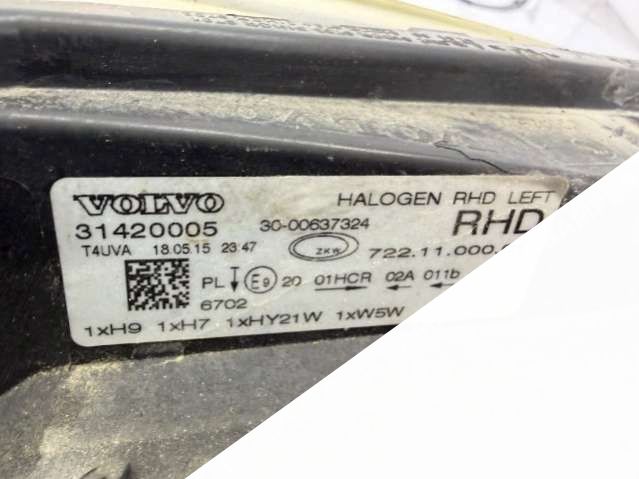 VOLVO HALOGEN RHD LEFT
31420005 30-00637324 RHD
T4UVA 18.05.15 23:47 ZKW 722.11.000.
PL E9 20 01HCR 02A 011b
6702
1xH9 1xH7 1xHY21W 1xW5W